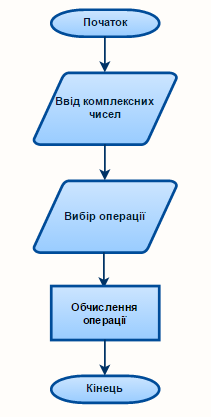 Початок
Ввід комплексних
чисел
Вибір операції
Обчислення
операції
Кінець